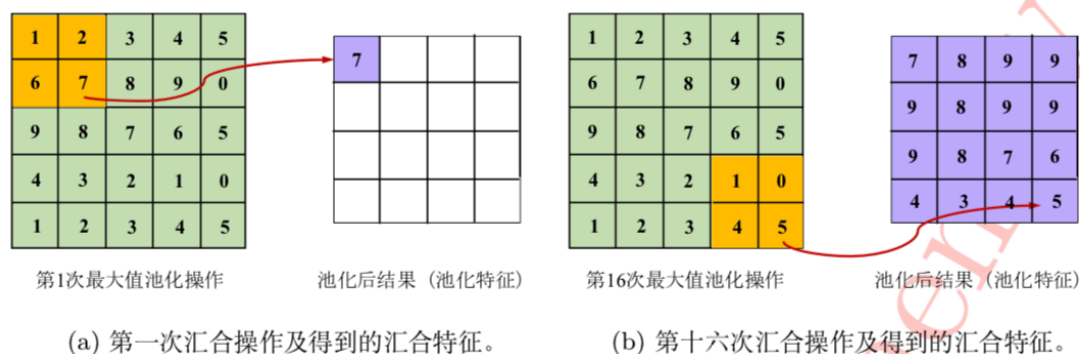 1 2 3 4 5
6 7 8 9 0
9 8 7 6 5
4 3 2 1 0
1 2 3 4 5
7
第1次最大值池化操作
池化后结果（池化特征）
(a) 第一次汇合操作及得到的汇合特征。
1 2 3 4 5
6 7 8 9 0
9 8 7 6 5
4 3 2 1 0
1 2 3 4 5
7 8 9 9
9 8 9 9
9 8 7 6
4 3 4 5
第16次最大值池化操作
池化后结果（池化特征）
(b) 第十六次汇合操作及得到的汇合特征。